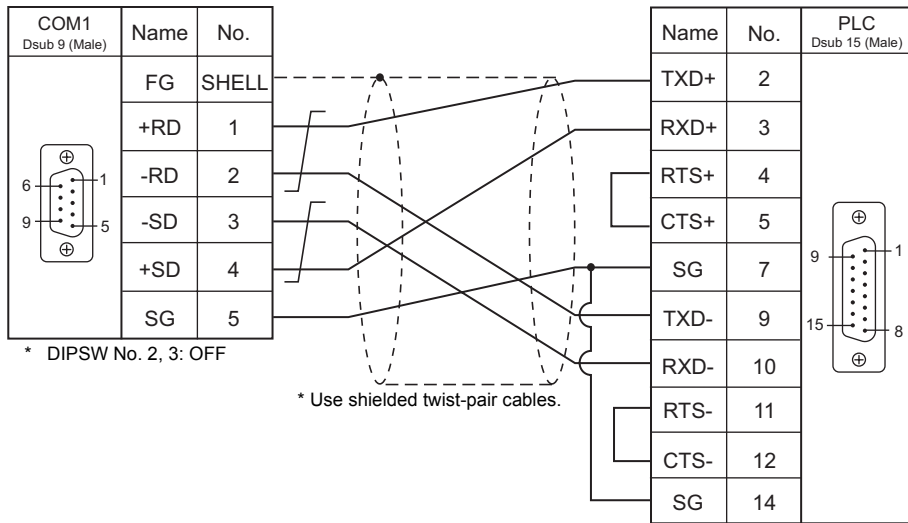 COM1
Dsub 9 (Male)
Name
No.
FG
SHELL
+RD
1
-RD
2
-SD
3
+SD
4
SG
5
6
1
9
5
* DIPSW No. 2, 3: OFF
* Use shielded twist-pair cables.
Name
No.
PLC
Dsub 15 (Male)
TXD+
2
RXD+
3
RTS+
4
CTS+
5
SG
7
TXD-
9
RXD-
10
RTS-
11
CTS-
12
SG
14
9
1
15
8